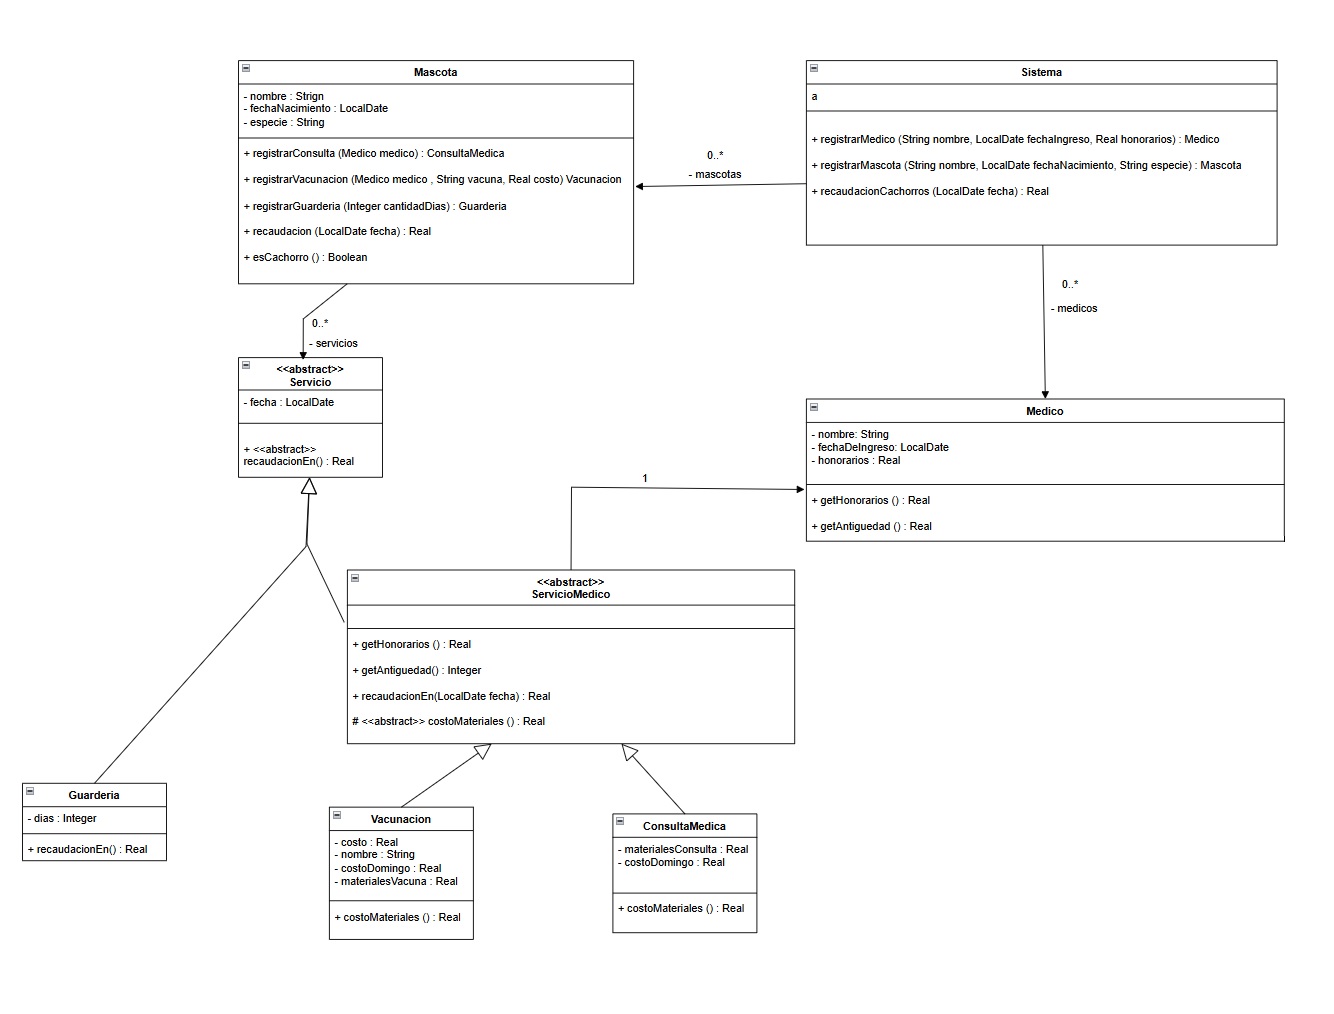 Mascota
- nombre : Strign
- fechaNacimiento : LocalDate
- especie : String
+ registrarConsulta (Medico medico) : ConsultaMedica
+ registrarVacunacion (Medico medico , String vacuna, Real costo) Vacunacion
+ registrarGuarderia (Integer cantidadDias) : Guarderia
+ recaudacion (LocalDate fecha) : Real
+ esCachorro () : Boolean
0..*
- mascotas
Sistema
a
+ registrarMedico (String nombre, LocalDate fechaIngreso, Real honorarios) : Medico
+ registrarMascota (String nombre, LocalDate fechaNacimiento, String especie) : Mascota
+ recaudacionCachorros (LocalDate fecha) : Real
0..*
- medicos
0..*
- servicios
<<abstract>>
Servicio
- fecha : LocalDate
+ <<abstract>>
recaudacionEn() : Real
Medico
- nombre: String
- fechaDeIngreso: LocalDate
- honorarios : Real
+ getHonorarios () : Real
+ getAntiguedad () : Real
1
<<abstract>>
ServicioMedico
+ getHonorarios () : Real
+ getAntiguedad() : Integer
+ recaudacionEn(LocalDate fecha) : Real
# <<abstract>> costoMateriales () : Real
Guarderia
- dias : Integer
+ recaudacionEn() : Real
Vacunacion
- costo : Real
- nombre : String
- costoDomingo : Real
- materialesVacuna : Real
+ costoMateriales () : Real
ConsultaMedica
- materialesConsulta : Real
- costoDomingo : Real
+ costoMateriales () : Real